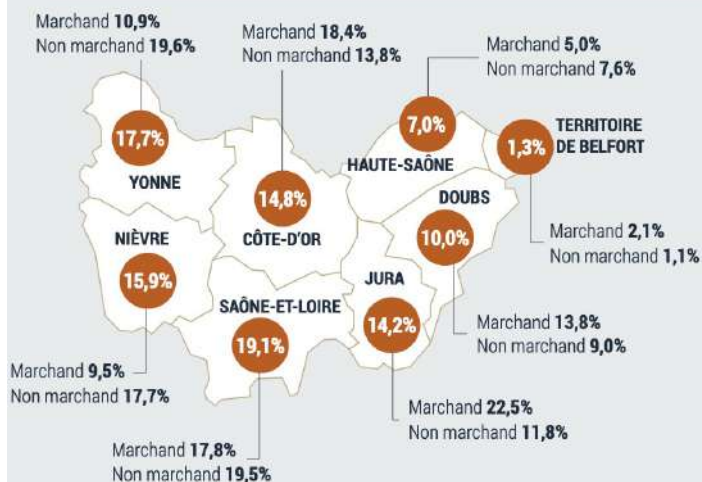 Marchand 10,9%
Non marchand 19,6%
17,7%
YONNE
Marchand 18,4%
Non marchand 13,8%
14,8%
CÔTE-D'OR
Marchand 5,0%
Non marchand 7,6%
7,0%
HAUTE-SAÔNE
1,3%
TERRITOIRE
DE BELFORT
Marchand 2,1%
Non marchand 1,1%
DOUBS
10,0%
Marchand 13,8%
Non marchand 9,0%
NIÈVRE
15,9%
Marchand 9,5%
Non marchand 17,7%
SAÔNE-ET-LOIRE
19,1%
Marchand 17,8%
Non marchand 19,5%
JURA
14,2%
Marchand 22,5%
Non marchand 11,8%